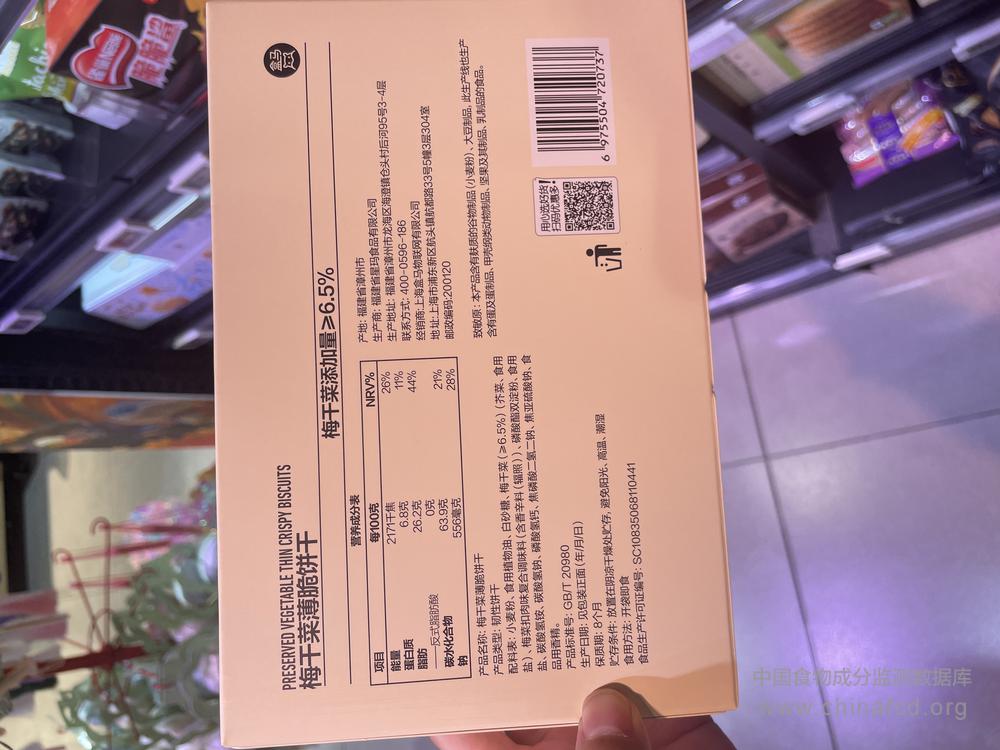 盒马
PRESERVED VEGETABLE THIN CRISPY BISCUITS
梅干菜薄脆饼干
梅干菜添加量≥6.5%
营养成分表
项目 每100克 NRV%
能量 2171千焦 26%
蛋白质 6.8克 11%
脂肪 26.2克 44%
—反式脂肪酸 0克
碳水化合物 63.9克 21%
钠 556毫克 28%
产地: 福建省漳州市
生产商: 福建省星玛食品有限公司
生产地址: 福建省漳州市龙海区海澄镇仓头村后河95号3-4层
联系方式: 400-0596-186
经销商:上海盒马物联网有限公司
地址:上海市浦东新区航头镇航都路33号5幢3层304室
邮政编码:200120
致敏原: 本产品含有麸质的谷物制品(小麦粉)、大豆制品, 此生产线也生产
含有蛋及蛋制品、甲壳纲类动物制品、坚果及其制品、乳制品的食品。
产品名称: 梅干菜薄脆饼干
产品类型: 韧性饼干
配料表: 小麦粉、食用植物油、白砂糖、梅干菜(≥6.5%)(芥菜、食用
盐)、梅菜扣肉味复合调味料(含香辛料(辐照))、磷酸酯双淀粉、食用
盐、碳酸氢铵、碳酸氢钠、磷酸氢钙、焦磷酸二氢二钠、焦亚硫酸钠、食
品用香精。
产品标准号: GB/T 20980
生产日期: 见包装正面(年/月/日)
保质期: 8个月
贮存条件: 放置在阴凉干燥处贮存, 避免阳光、高温、潮湿
食用方法: 开袋即食
食品生产许可证编号: SC10835068110441
用心选好货!
扫码优惠多!
6 975504 720737
中国食物成分监测数据库
www.chinafcd.org